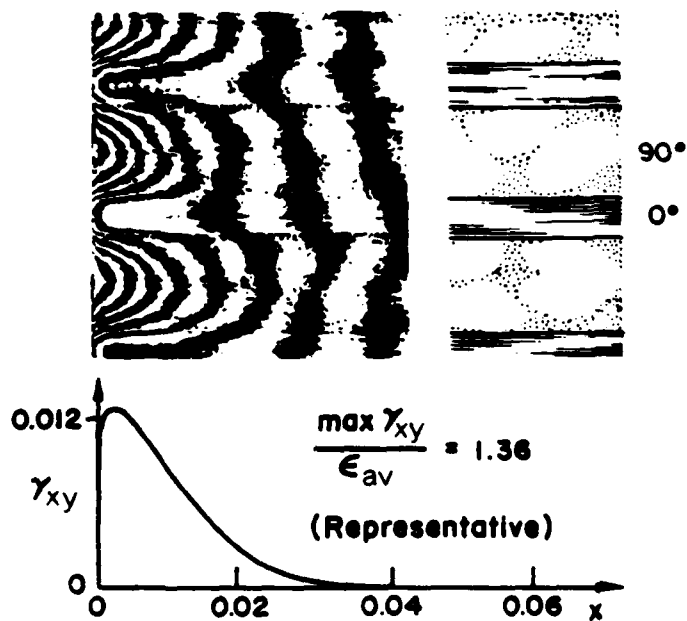 90°
0°
0.012
γxy
0
max γxy
εav
= 1.36
(Representative)
0 0.02 0.04 0.06 x